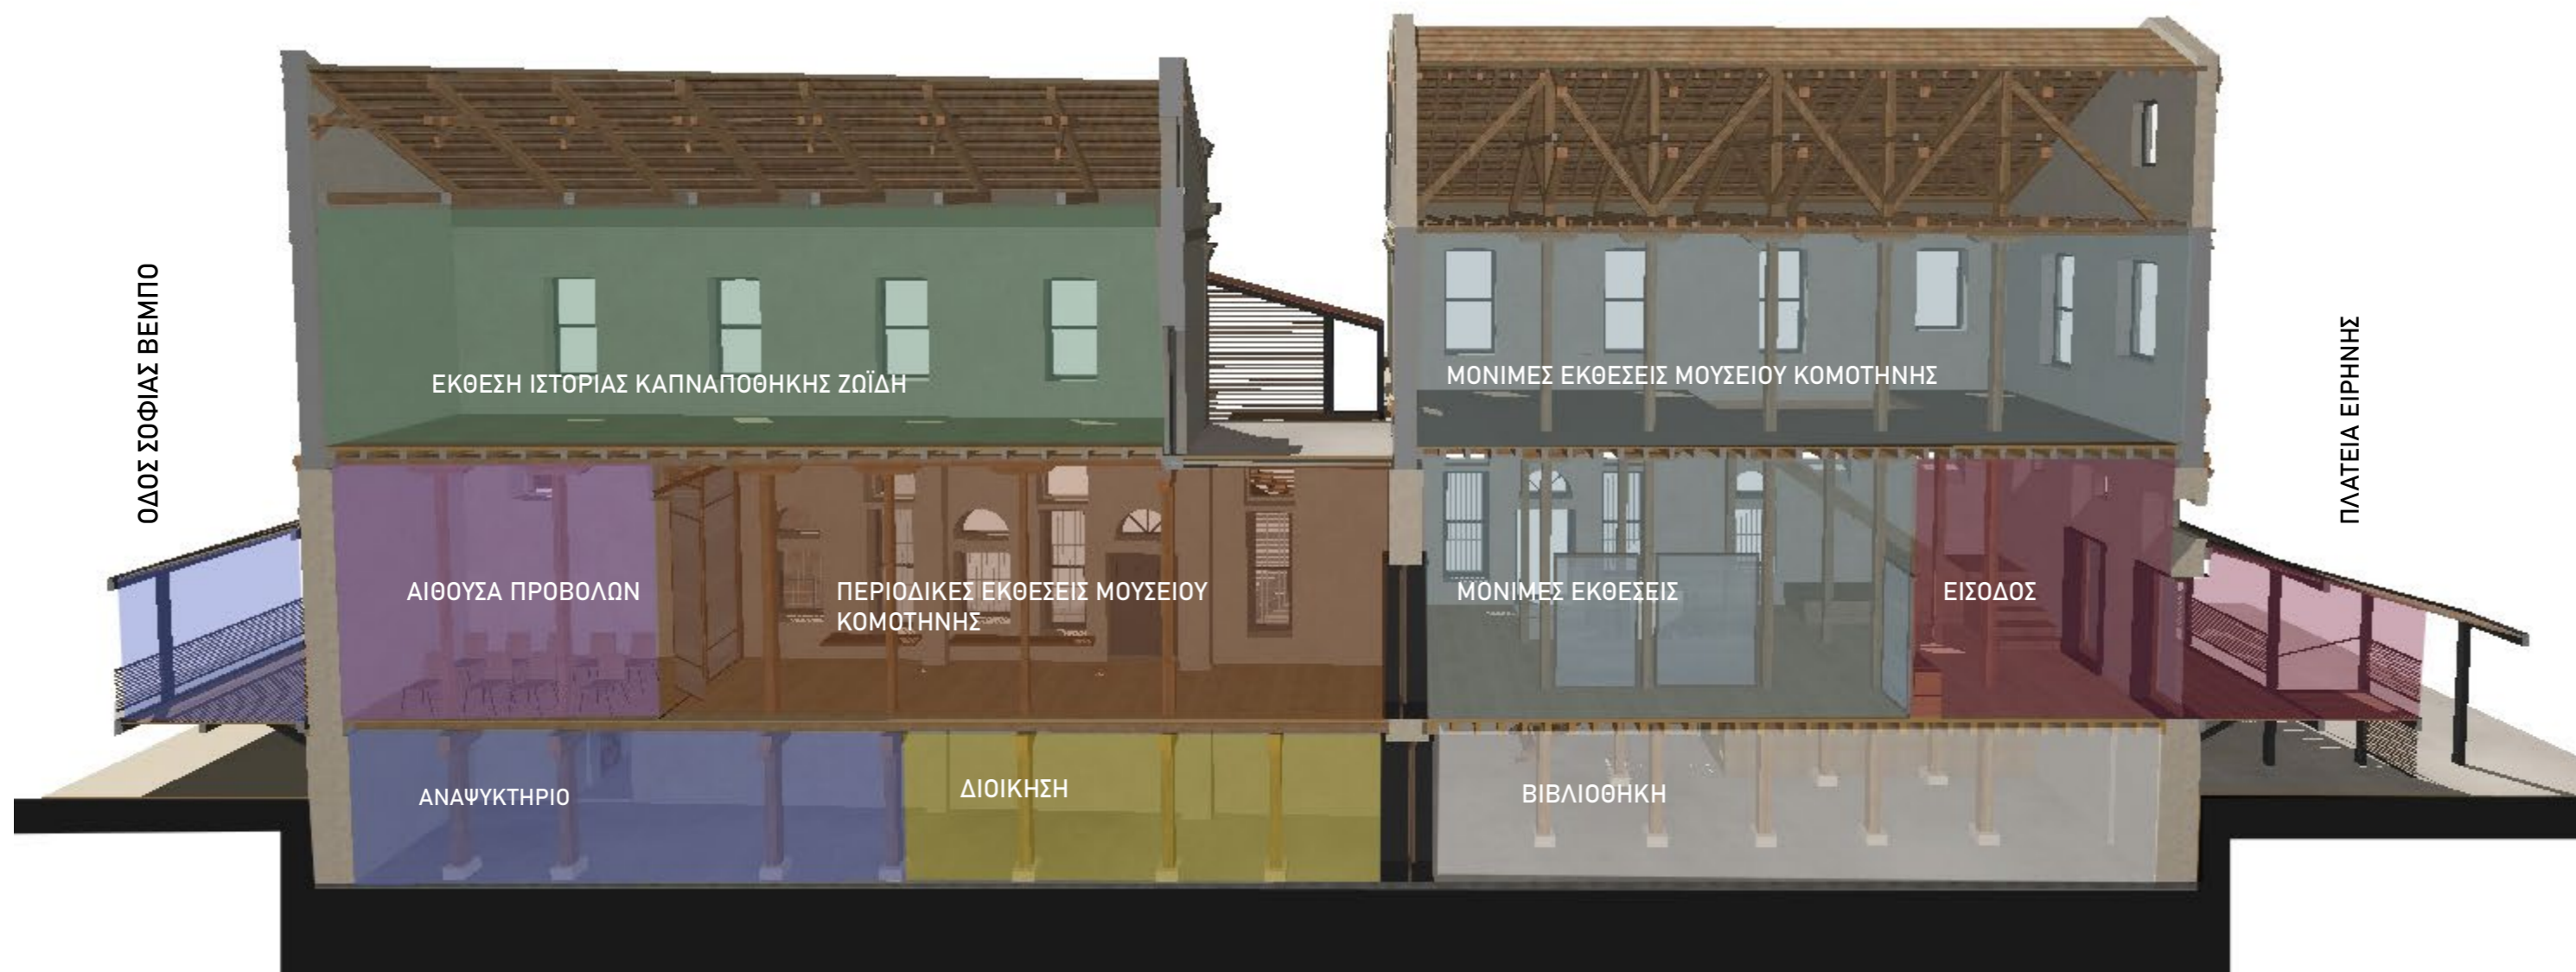 ΟΔΟΣ ΣΟΦΙΑΣ ΒΕΜΠΟ
ΕΚΘΕΣΗ ΙΣΤΟΡΙΑΣ ΚΑΠΝΑΠΟΘΗΚΗΣ ΖΩΪΔΗ
ΜΟΝΙΜΕΣ ΕΚΘΕΣΕΙΣ ΜΟΥΣΕΙΟΥ ΚΟΜΟΤΗΝΗΣ
ΠΛΑΤΕΙΑ ΕΙΡΗΝΗΣ
ΑΙΘΟΥΣΑ ΠΡΟΒΟΛΩΝ
ΠΕΡΙΟΔΙΚΕΣ ΕΚΘΕΣΕΙΣ ΜΟΥΣΕΙΟΥ
ΚΟΜΟΤΗΝΗΣ
ΜΟΝΙΜΕΣ ΕΚΘΕΣΕΙΣ
ΕΙΣΟΔΟΣ
ΑΝΑΨΥΚΤΗΡΙΟ
ΔΙΟΙΚΗΣΗ
ΒΙΒΛΙΟΘΗΚΗ